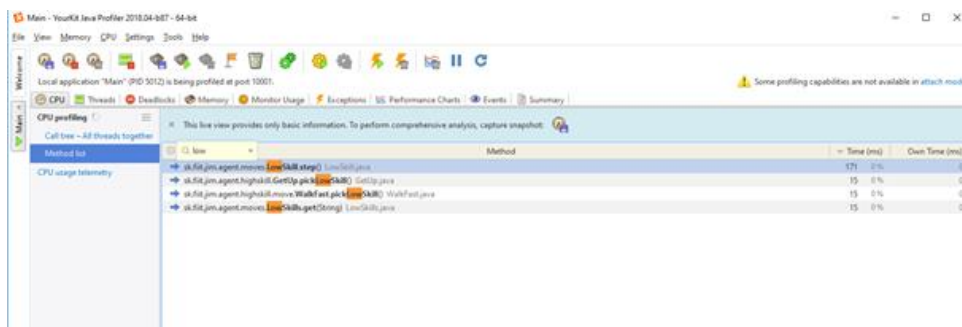 Main - YourKit Java Profiler 2018.04-b87 - 64-bit
File View Memory CPU Settings Tools Help
Welcome
Local application "Main" (PID 5012) is being profiled at port 10001.
Some profiling capabilities are not available in attach mod
Main
CPU Threads Deadlocks Memory Monitor Usage Exceptions Performance Charts Events Summary
CPU profiling
This live view provides only basic information. To perform comprehensive analysis, capture snapshot:
Call tree – All threads together
Method list
CPU usage telemetry
low Method Time (ms) Own Time (ms)
sk.fiit.jim.agent.moves.LowSkill.step() LowSkill.java 171 0 %
sk.fiit.jim.agent.highskill.GetUp.pickLowSkill() GetUp.java 15 0 %
sk.fiit.jim.agent.highskill.move.WalkFast.pickLowSkill() WalkFast.java 15 0 %
sk.fiit.jim.agent.moves.LowSkills.get(String) LowSkills.java 15 0 %